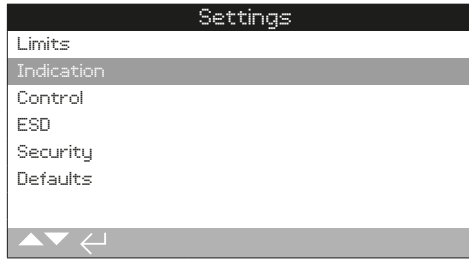 Settings
Limits
Indication
Control
ESD
Security
Defaults